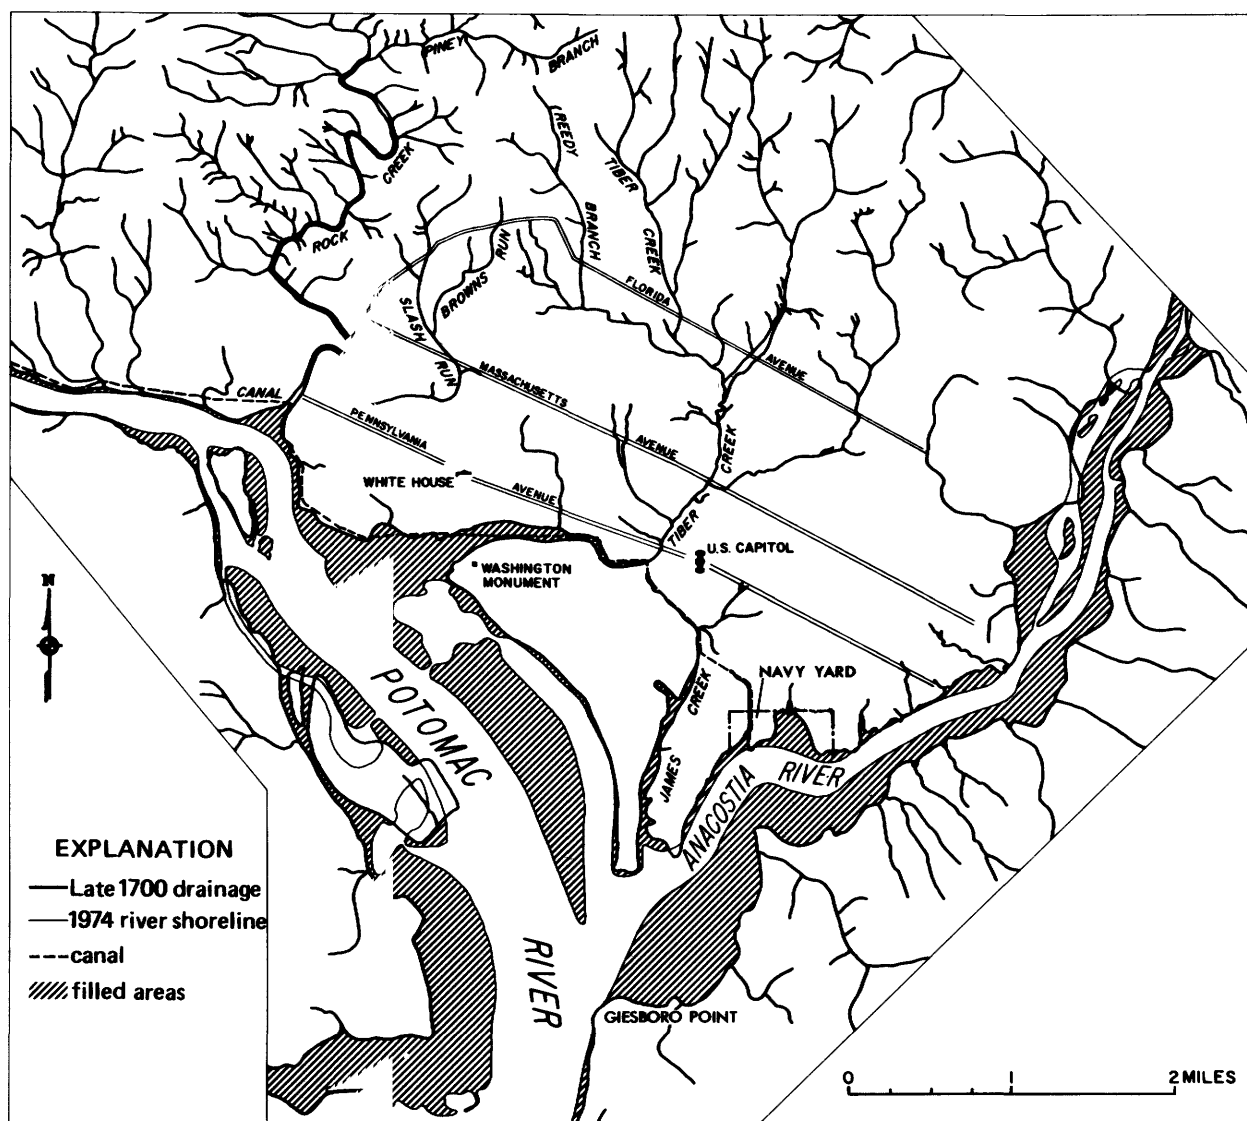 PINEY
BRANCH
REEDY
BRANCH
TIBER
CREEK
CREEK
ROCK
SLASH
RUN
BROWNS
RUN
FLORIDA
AVENUE
MASSACHUSETTS
AVENUE
CANAL
PENNSYLVANIA
AVENUE
WHITE HOUSE
CREEK
TIBER
U.S. CAPITOL
WASHINGTON
MONUMENT
N
NAVY YARD
JAMES
CREEK
POTOMAC
RIVER
ANACOSTIA
RIVER
GIESBORO POINT
EXPLANATION
Late 1700 drainage
1974 river shoreline
canal
filled areas
0
1
2 MILES